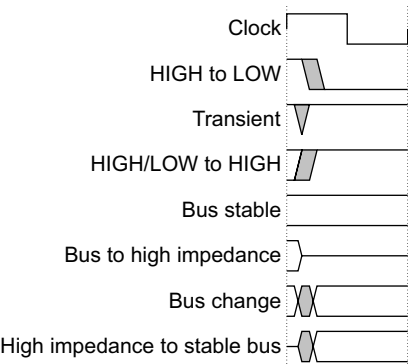 Clock
HIGH to LOW
Transient
HIGH/LOW to HIGH
Bus stable
Bus to high impedance
Bus change
High impedance to stable bus